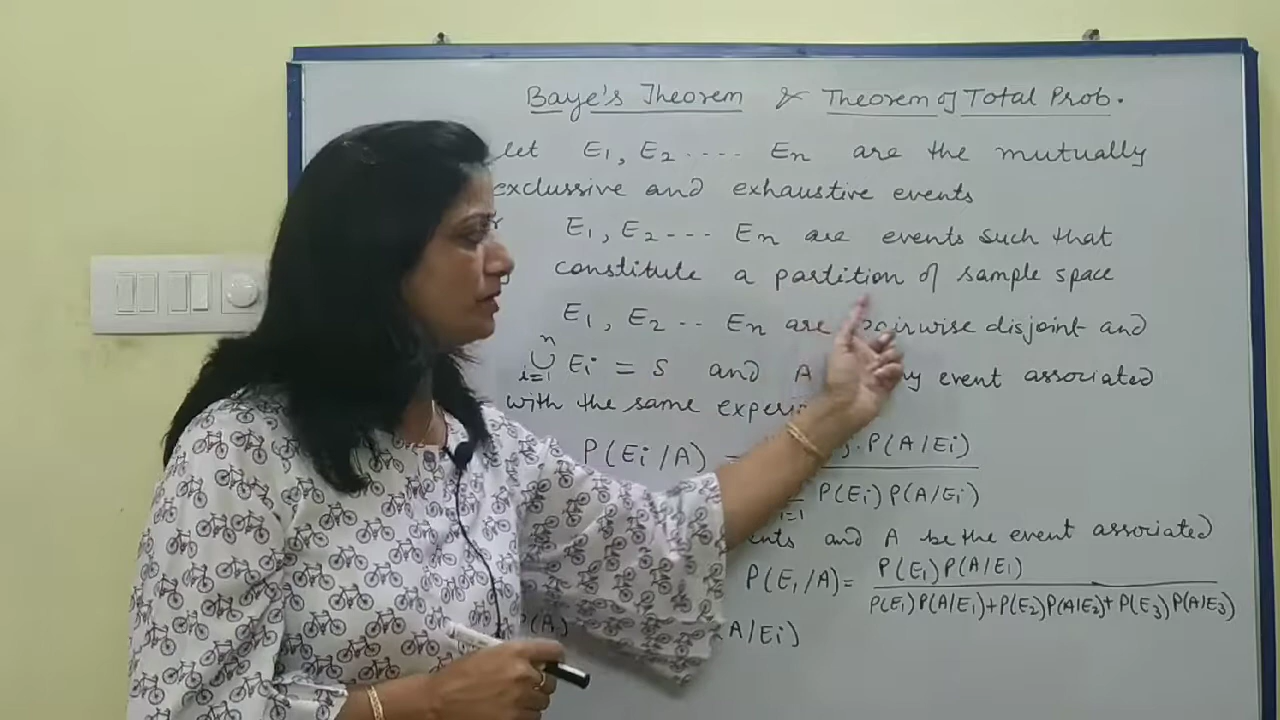 Baye's Theorem & Theorem of Total Prob.
let E1, E2 .... En are the mutually
exclussive and exhaustive events
E1, E2 --- En are events such that
constitute a partition of sample space
E1, E2 -- En are pairwise disjoint and
n
∪ Ei = S and A any event associated
i=1
with the same
P(Ei/A) = . P(A/Ei)
P(Ei) P(A/Ei)
i=1
and A be the event associated
P(E1/A) = P(E1) P(A/E1)
P(E1) P(A/E1) + P(E2) P(A/E2) + P(E3) P(A/E3)
A/Ei)